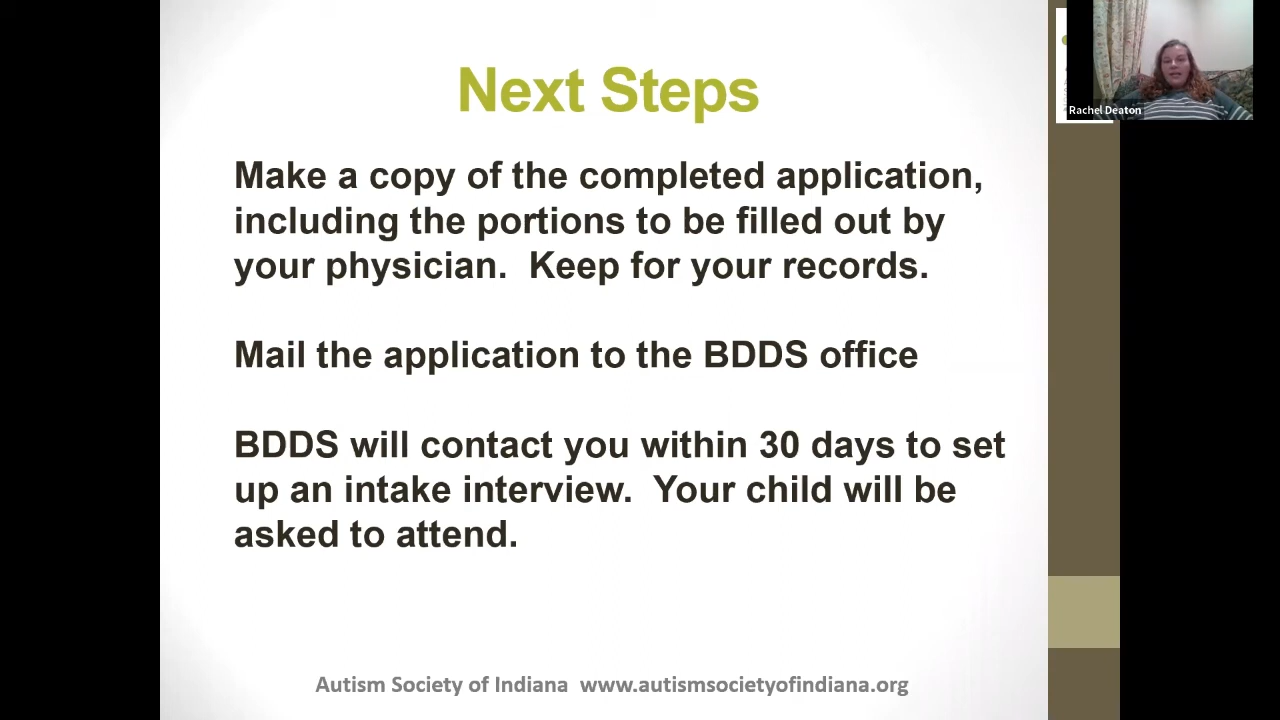 Next Steps
Rachel Deaton
Make a copy of the completed application,
including the portions to be filled out by
your physician.  Keep for your records.
Mail the application to the BDDS office
BDDS will contact you within 30 days to set
up an intake interview.  Your child will be
asked to attend.
Autism Society of Indiana  www.autismsocietyofindiana.org